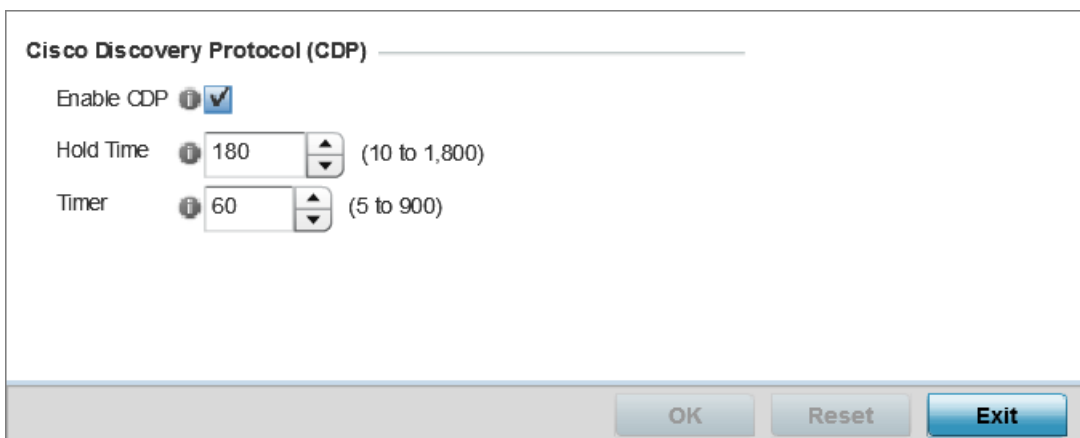 Cisco Discovery Protocol (CDP)
Enable CDP
Hold Time 180 (10 to 1,800)
Timer 60 (5 to 900)
OK Reset Exit